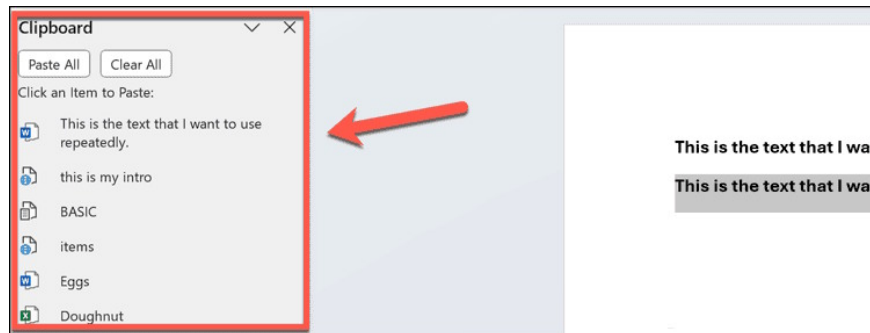 Clipboard
Paste All Clear All
Click an Item to Paste:
This is the text that I want to use
repeatedly.
this is my intro
BASIC
items
Eggs
Doughnut
This is the text that I wa
This is the text that I wa